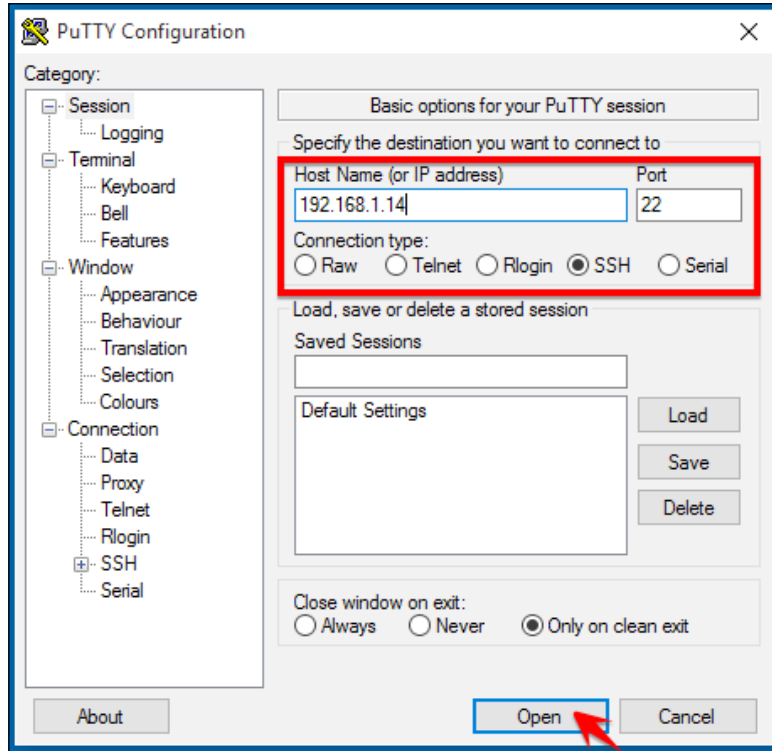 PuTTY Configuration
Category:
Session
Logging
Terminal
Keyboard
Bell
Features
Window
Appearance
Behaviour
Translation
Selection
Colours
Connection
Data
Proxy
Telnet
Rlogin
SSH
Serial
Basic options for your PuTTY session
Specify the destination you want to connect to
Host Name (or IP address) Port
192.168.1.14 22
Connection type:
Raw Telnet Rlogin SSH Serial
Load, save or delete a stored session
Saved Sessions
Default Settings
Load
Save
Delete
Close window on exit:
Always Never Only on clean exit
About Open Cancel